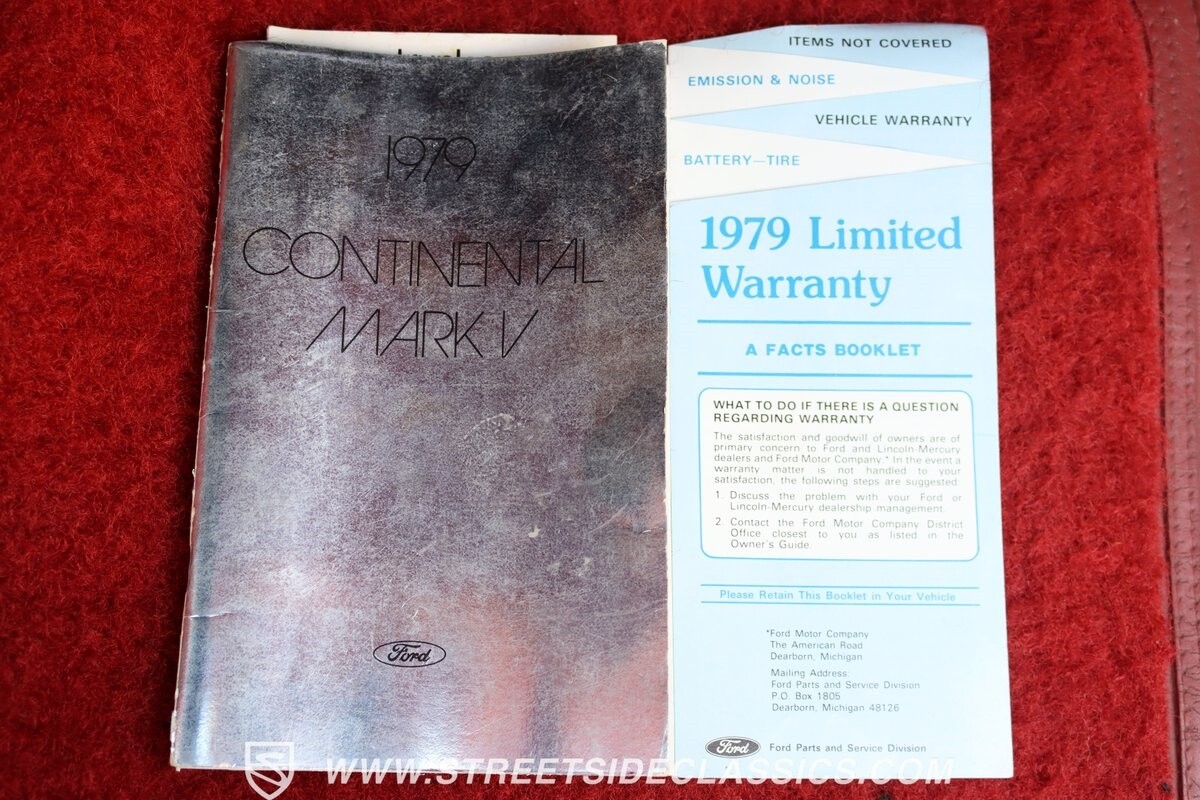 1979
CONTINENTAL
MARK V
Ford
ITEMS NOT COVERED
EMISSION & NOISE
VEHICLE WARRANTY
BATTERY—TIRE
1979 Limited
Warranty
A FACTS BOOKLET
WHAT TO DO IF THERE IS A QUESTION
REGARDING WARRANTY
The satisfaction and goodwill of owners are of
primary concern to Ford and Lincoln-Mercury
dealers and Ford Motor Company.* In the event a
warranty matter is not handled to your
satisfaction, the following steps are suggested.
1. Discuss the problem with your Ford or
Lincoln-Mercury dealership management.
2. Contact the Ford Motor Company District
Office closest to you as listed in the
Owner's Guide.
Please Retain This Booklet in Your Vehicle
*Ford Motor Company
The American Road
Dearborn, Michigan
Mailing Address:
Ford Parts and Service Division
P.O. Box 1805
Dearborn, Michigan 48126
Ford Ford Parts and Service Division
WWW.STREETSIDECLASSICS.COM